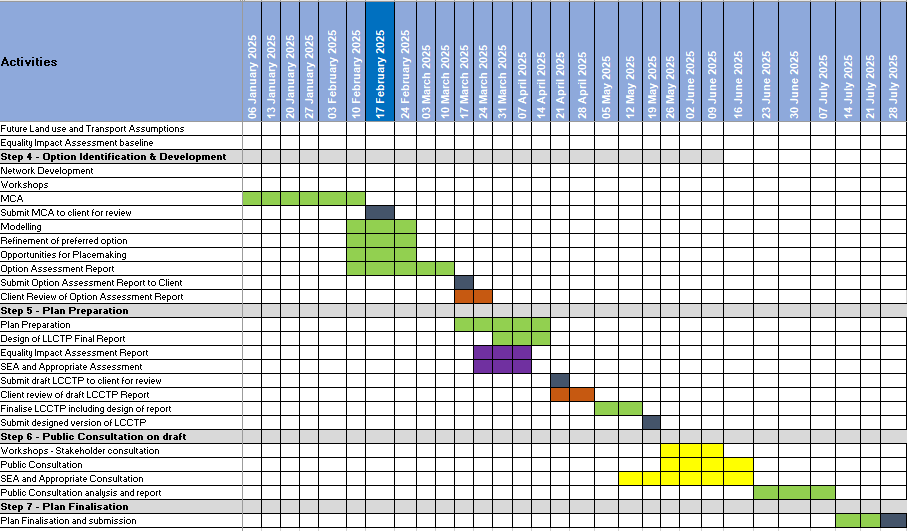 Activities
06 January 2025
13 January 2025
20 January 2025
27 January 2025
03 February 2025
10 February 2025
17 February 2025
24 February 2025
03 March 2025
10 March 2025
17 March 2025
24 March 2025
31 March 2025
07 April 2025
14 April 2025
21 April 2025
28 April 2025
05 May 2025
12 May 2025
19 May 2025
26 May 2025
02 June 2025
09 June 2025
16 June 2025
23 June 2025
30 June 2025
07 July 2025
14 July 2025
21 July 2025
28 July 2025
Future Land use and Transport Assumptions
Equality Impact Assessment baseline
Step 4 - Option Identification & Development
Network Development
Workshops
MCA
Submit MCA to client for review
Modelling
Refinement of preferred option
Opportunities for Placemaking
Option Assessment Report
Submit Option Assessment Report to Client
Client Review of Option Assessment Report
Step 5 - Plan Preparation
Plan Preparation
Design of LLCTP Final Report
Equality Impact Assessment Report
SEA and Appropriate Assessment
Submit draft LCCTP to client for review
Client review of draft LCCTP Report
Finalise LCCTP including design of report
Submit designed version of LCCTP
Step 6 - Public Consultation on draft
Workshops - Stakeholder consultation
Public Consultation
SEA and Appropriate Consultation
Public Consultation analysis and report
Step 7 - Plan Finalisation
Plan Finalisation and submission